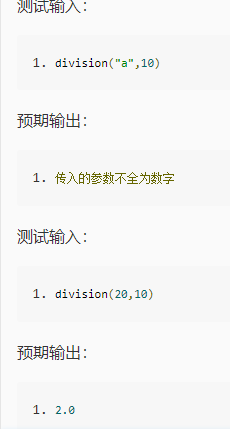 测试输入：
1. division("a",10)
预期输出：
1. 传入的参数不全为数字
测试输入：
1. division(20,10)
预期输出：
1. 2.0